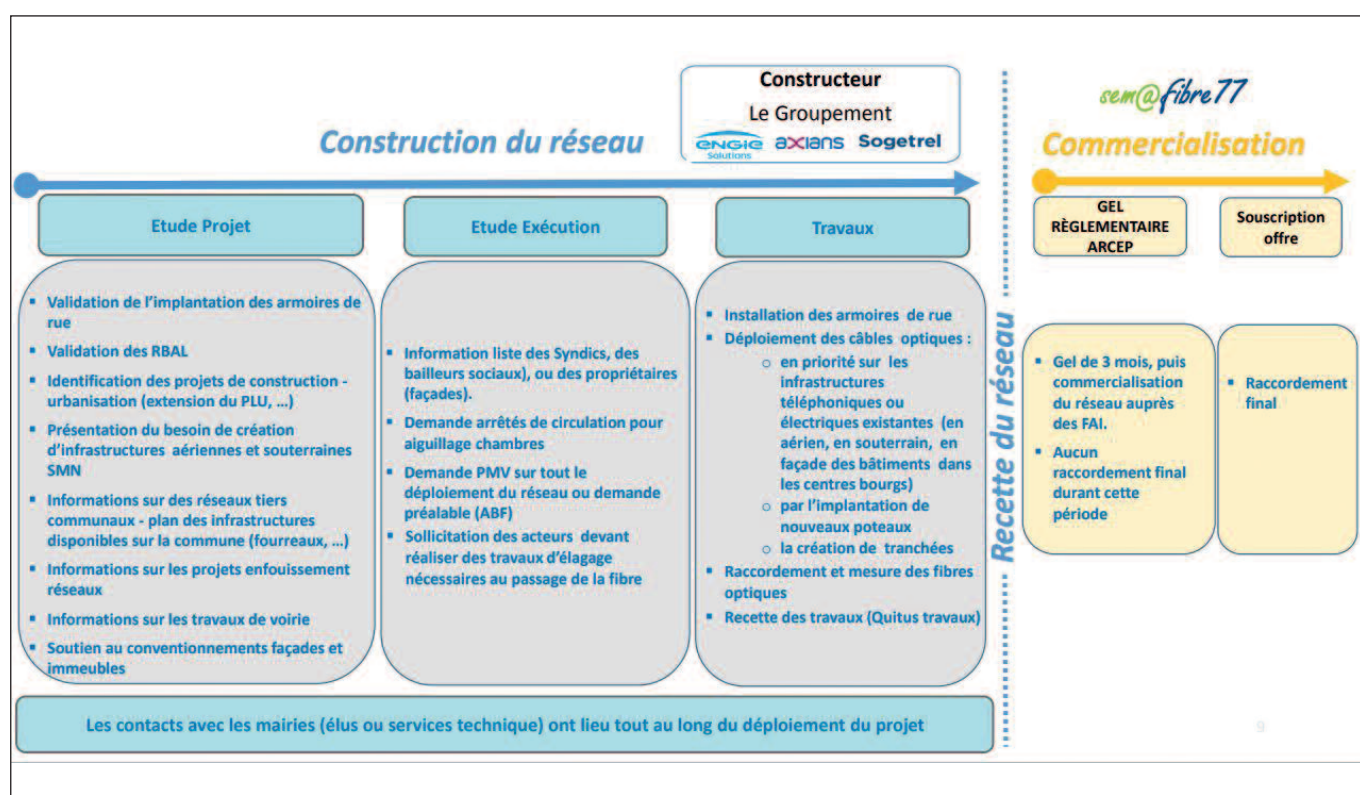 Construction du réseau
Constructeur
Le Groupement
ENGIE
Solutions
axians
Sogetrel
sem@fibre77
Commercialisation
Etude Projet
Etude Exécution
Travaux
GEL
RÈGLEMENTAIRE
ARCEP
Souscription
offre
▪ Validation de l'implantation des armoires de
rue
▪ Validation des RBAL
▪ Identification des projets de construction -
urbanisation (extension du PLU, ...)
▪ Présentation du besoin de création
d'infrastructures aériennes et souterraines
SMN
▪ Informations sur des réseaux tiers
communaux - plan des infrastructures
disponibles sur la commune (fourreaux, ...)
▪ Informations sur les projets enfouissement
réseaux
▪ Informations sur les travaux de voirie
▪ Soutien au conventionnements façades et
immeubles
▪ Information liste des Syndics, des
bailleurs sociaux), ou des propriétaires
(façades).
▪ Demande arrêtés de circulation pour
aiguillage chambres
▪ Demande PMV sur tout le
déploiement du réseau ou demande
préalable (ABF)
▪ Sollicitation des acteurs devant
réaliser des travaux d'élagage
nécessaires au passage de la fibre
▪ Installation des armoires de rue
▪ Déploiement des câbles optiques :
o en priorité sur les
infrastructures
téléphoniques ou
électriques existantes (en
aérien, en souterrain, en
façade des bâtiments dans
les centres bourgs)
o par l'implantation de
nouveaux poteaux
o la création de tranchées
▪ Raccordement et mesure des fibres
optiques
▪ Recette des travaux (Quitus travaux)
Recette du réseau
▪ Gel de 3 mois, puis
commercialisation
du réseau auprès
des FAI.
▪ Aucun
raccordement final
durant cette
période
▪ Raccordement
final
Les contacts avec les mairies (élus ou services technique) ont lieu tout au long du déploiement du projet
9